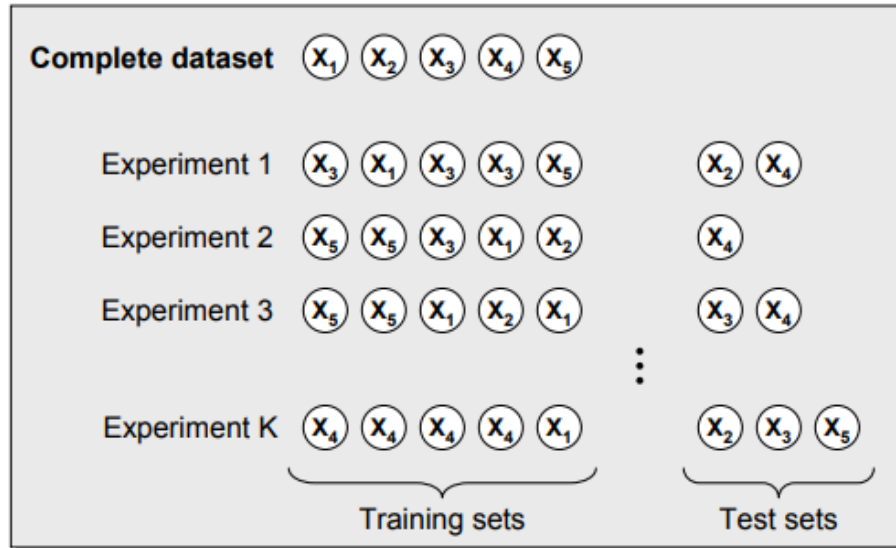 Complete dataset X₁ X₂ X₃ X₄ X₅
Experiment 1 X₃ X₁ X₃ X₃ X₅ X₂ X₄
Experiment 2 X₅ X₅ X₃ X₁ X₂ X₄
Experiment 3 X₅ X₅ X₁ X₂ X₁ X₃ X₄
⋮
Experiment K X₄ X₄ X₄ X₄ X₁ X₂ X₃ X₅
Training sets Test sets